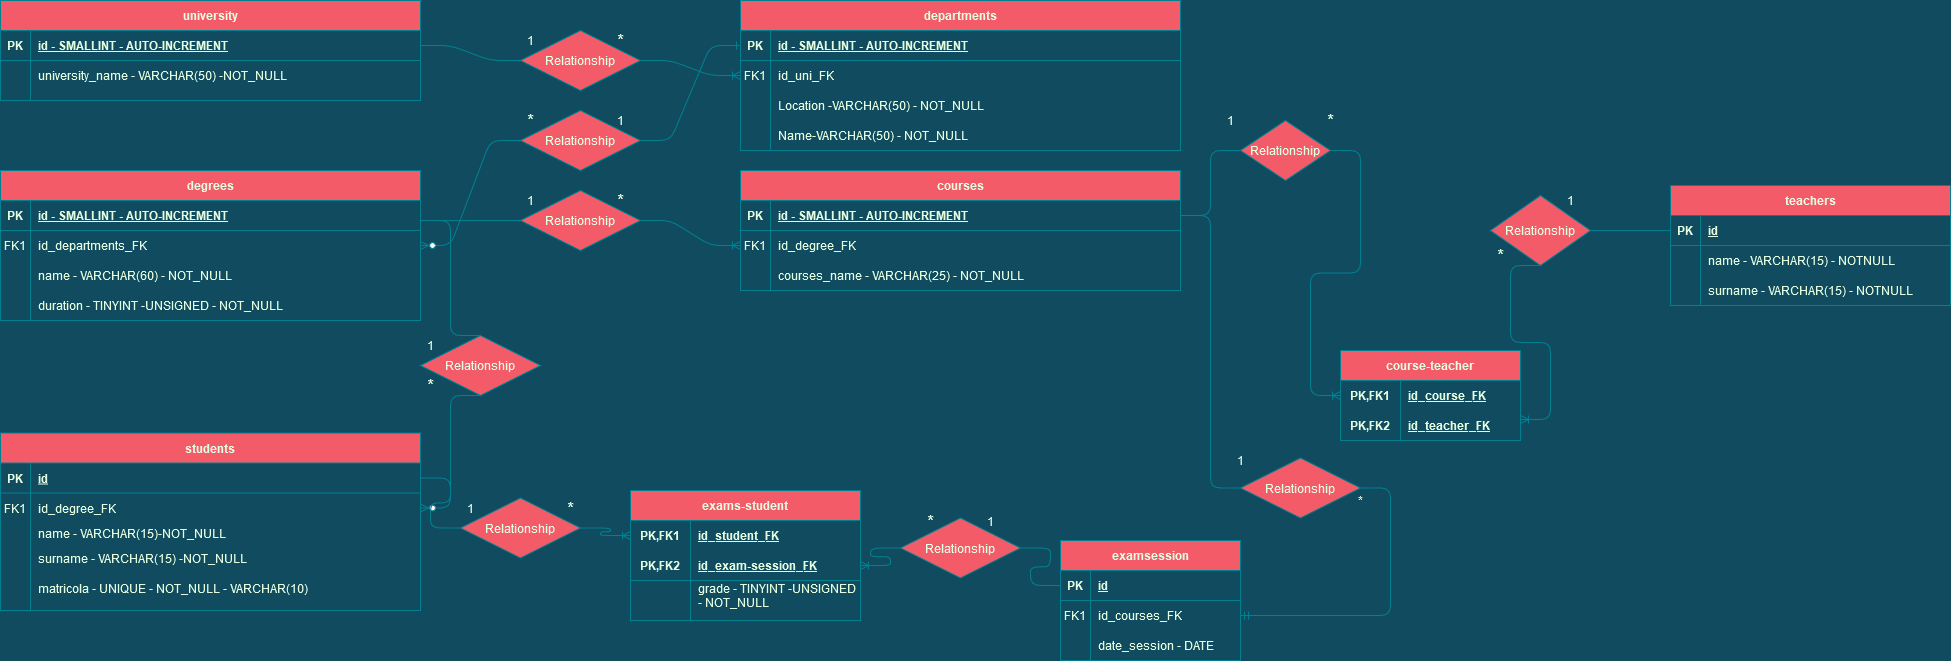 university
PK id - SMALLINT - AUTO-INCREMENT
university_name - VARCHAR(50) -NOT_NULL
1 Relationship *
departments
PK id - SMALLINT - AUTO-INCREMENT
FK1 id_uni_FK
Location -VARCHAR(50) - NOT_NULL
Name-VARCHAR(50) - NOT_NULL
* Relationship 1
degrees
PK id - SMALLINT - AUTO-INCREMENT
FK1 id_departments_FK
name - VARCHAR(60) - NOT_NULL
duration - TINYINT -UNSIGNED - NOT_NULL
1 Relationship *
courses
PK id - SMALLINT - AUTO-INCREMENT
FK1 id_degree_FK
courses_name - VARCHAR(25) - NOT_NULL
1 Relationship *
1
Relationship
*
teachers
PK id
name - VARCHAR(15) - NOTNULL
surname - VARCHAR(15) - NOTNULL
1
Relationship
*
course-teacher
PK,FK1 id_course_FK
PK,FK2 id_teacher_FK
students
PK id
FK1 id_degree_FK
name - VARCHAR(15)-NOT_NULL
surname - VARCHAR(15) -NOT_NULL
matricola - UNIQUE - NOT_NULL - VARCHAR(10)
1 Relationship *
exams-student
PK,FK1 id_student_FK
PK,FK2 id_exam-session_FK
grade - TINYINT -UNSIGNED
- NOT_NULL
* Relationship 1
1 Relationship *
examsession
PK id
FK1 id_courses_FK
date_session - DATE